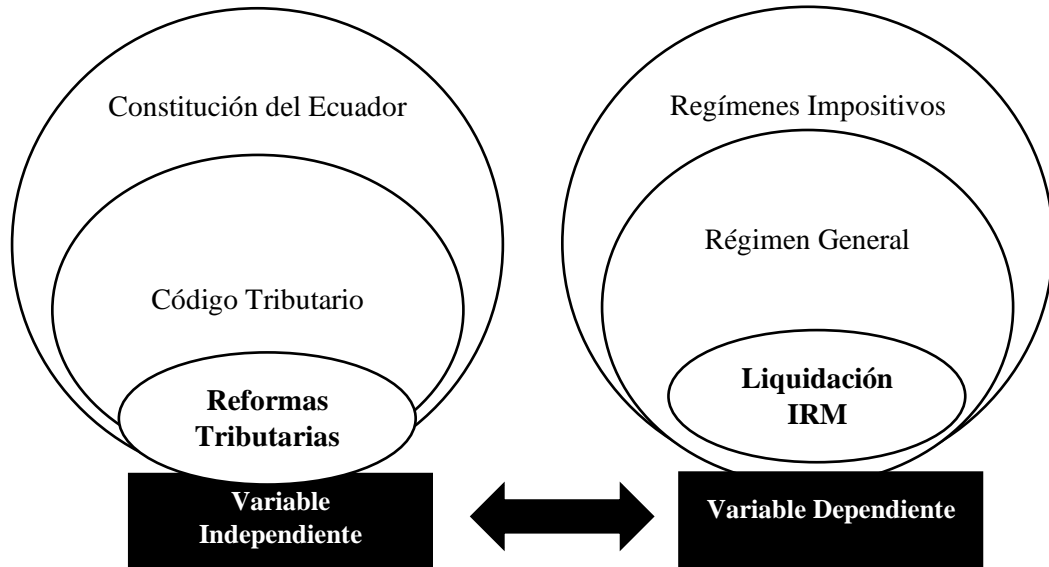 Constitución del Ecuador
Código Tributario
Reformas
Tributarias
Variable
Independiente
Regímenes Impositivos
Régimen General
Liquidación
IRM
Variable Dependiente